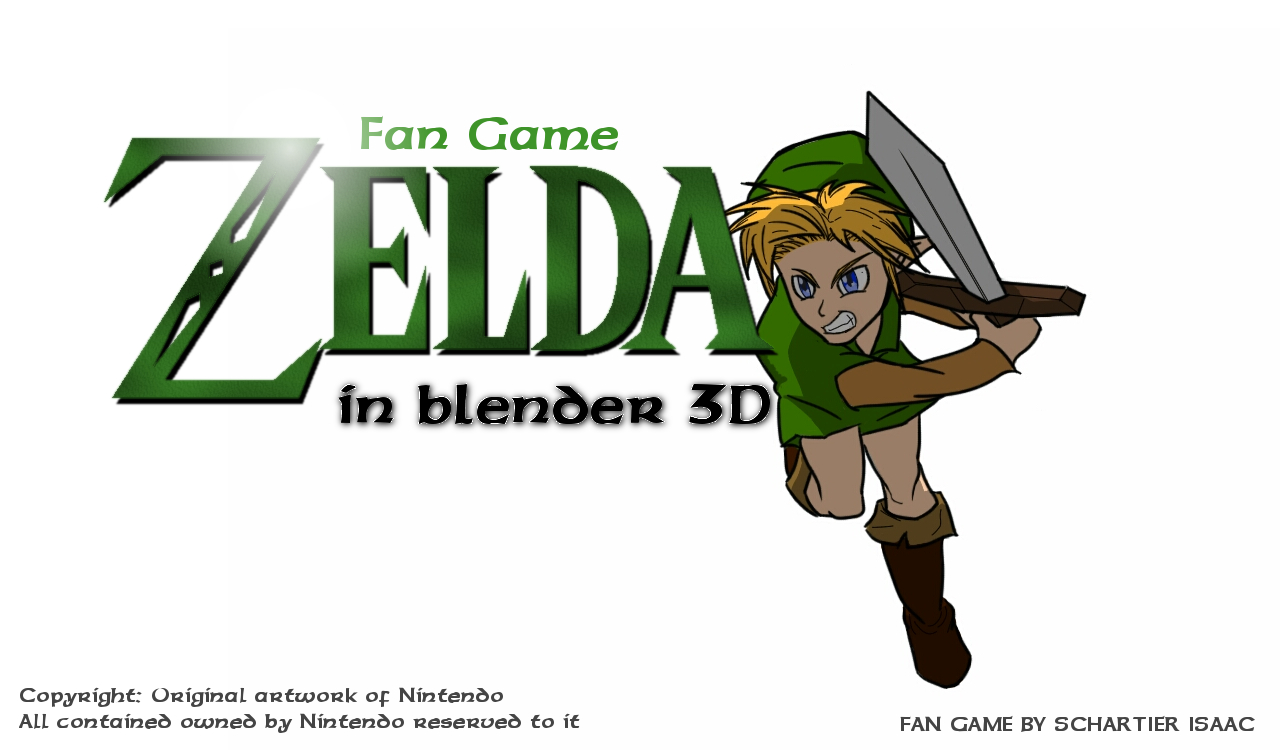 Fan Game
ZELDA
in blender 3D
Copyright: Original artwork of Nintendo
All contained owned by Nintendo reserved to it
FAN GAME BY SCHARTIER ISAAC